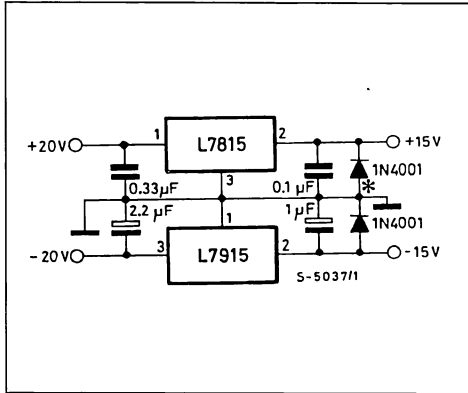 +20V 1 L7815 2 +15V
3
0.33µF 0.1 µF 1N4001
*
2.2 µF 1 1µF 1N4001
-20V 3 L7915 2 -15V
S-5037/1